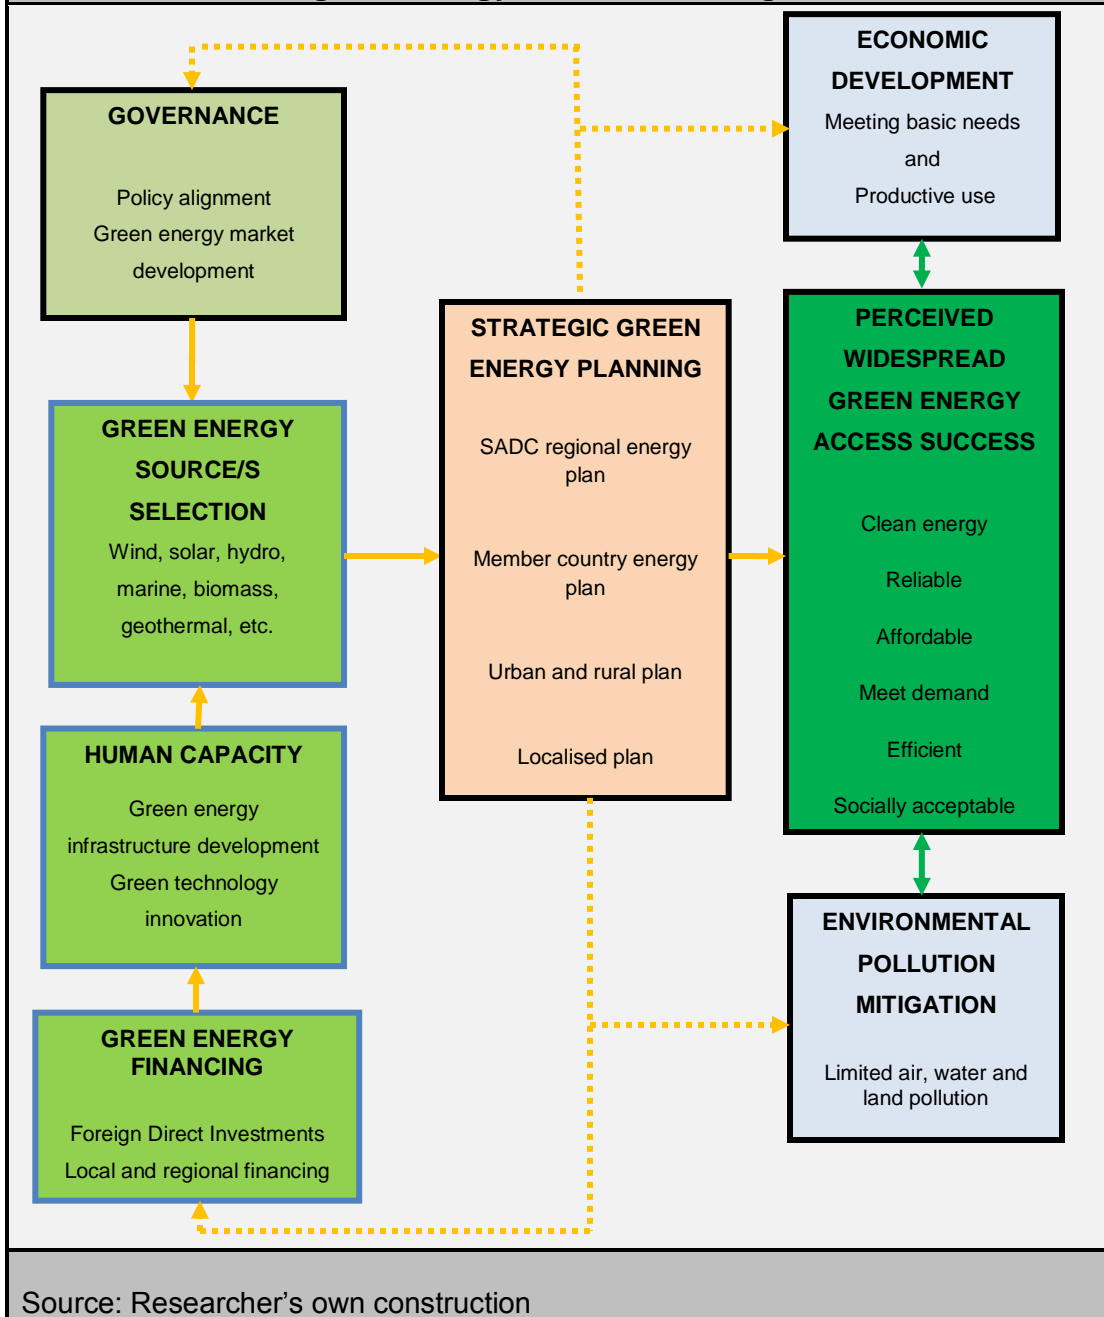 GOVERNANCE
Policy alignment
Green energy market
development
GREEN ENERGY
SOURCE/S
SELECTION
Wind, solar, hydro,
marine, biomass,
geothermal, etc.
HUMAN CAPACITY
Green energy
infrastructure development
Green technology
innovation
GREEN ENERGY
FINANCING
Foreign Direct Investments
Local and regional financing
STRATEGIC GREEN
ENERGY PLANNING
SADC regional energy
plan
Member country energy
plan
Urban and rural plan
Localised plan
ECONOMIC
DEVELOPMENT
Meeting basic needs
and
Productive use
PERCEIVED
WIDESPREAD
GREEN ENERGY
ACCESS SUCCESS
Clean energy
Reliable
Affordable
Meet demand
Efficient
Socially acceptable
ENVIRONMENTAL
POLLUTION
MITIGATION
Limited air, water and
land pollution
Source: Researcher's own construction